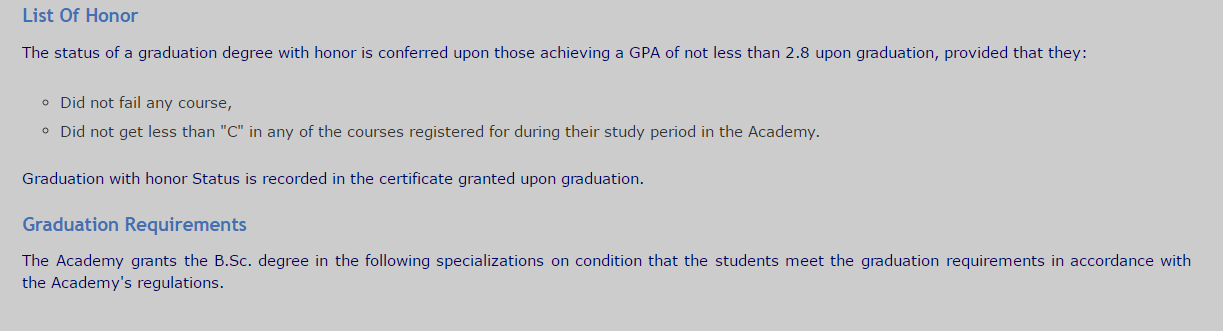 List Of Honor
The status of a graduation degree with honor is conferred upon those achieving a GPA of not less than 2.8 upon graduation, provided that they:
Did not fail any course,
Did not get less than "C" in any of the courses registered for during their study period in the Academy.
Graduation with honor Status is recorded in the certificate granted upon graduation.
Graduation Requirements
The Academy grants the B.Sc. degree in the following specializations on condition that the students meet the graduation requirements in accordance with
the Academy's regulations.